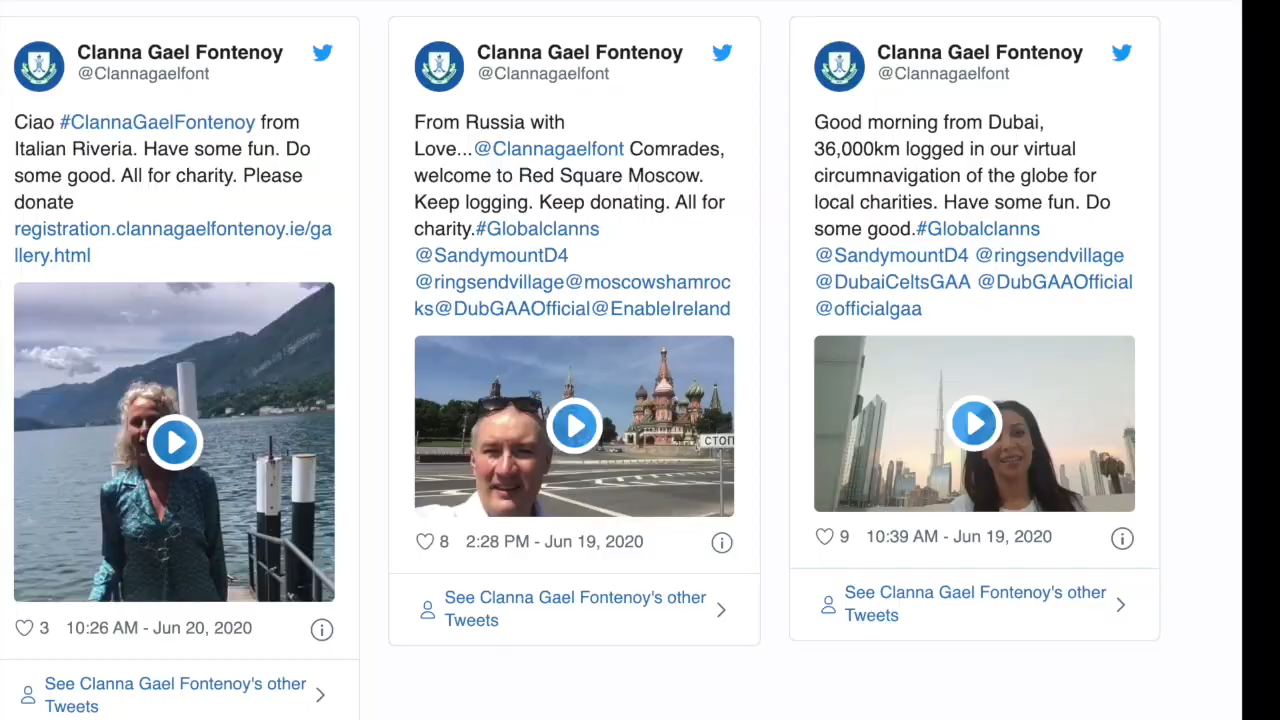 Clanna Gael Fontenoy
@Clannagaelfont
Ciao #ClannaGaelFontenoy from
Italian Riveria. Have some fun. Do
some good. All for charity. Please
donate
registration.clannagaelfontenoy.ie/ga
llery.html
3 10:26 AM - Jun 20, 2020
See Clanna Gael Fontenoy's other
Tweets
Clanna Gael Fontenoy
@Clannagaelfont
From Russia with
Love...@Clannagaelfont Comrades,
welcome to Red Square Moscow.
Keep logging. Keep donating. All for
charity.#Globalclanns
@SandymountD4
@ringsendvillage@moscowshamroc
ks@DubGAAOfficial@EnableIreland
СТОП
8 2:28 PM - Jun 19, 2020
See Clanna Gael Fontenoy's other
Tweets
Clanna Gael Fontenoy
@Clannagaelfont
Good morning from Dubai,
36,000km logged in our virtual
circumnavigation of the globe for
local charities. Have some fun. Do
some good.#Globalclanns
@SandymountD4 @ringsendvillage
@DubaiCeltsGAA @DubGAAOfficial
@officialgaa
9 10:39 AM - Jun 19, 2020
See Clanna Gael Fontenoy's other
Tweets